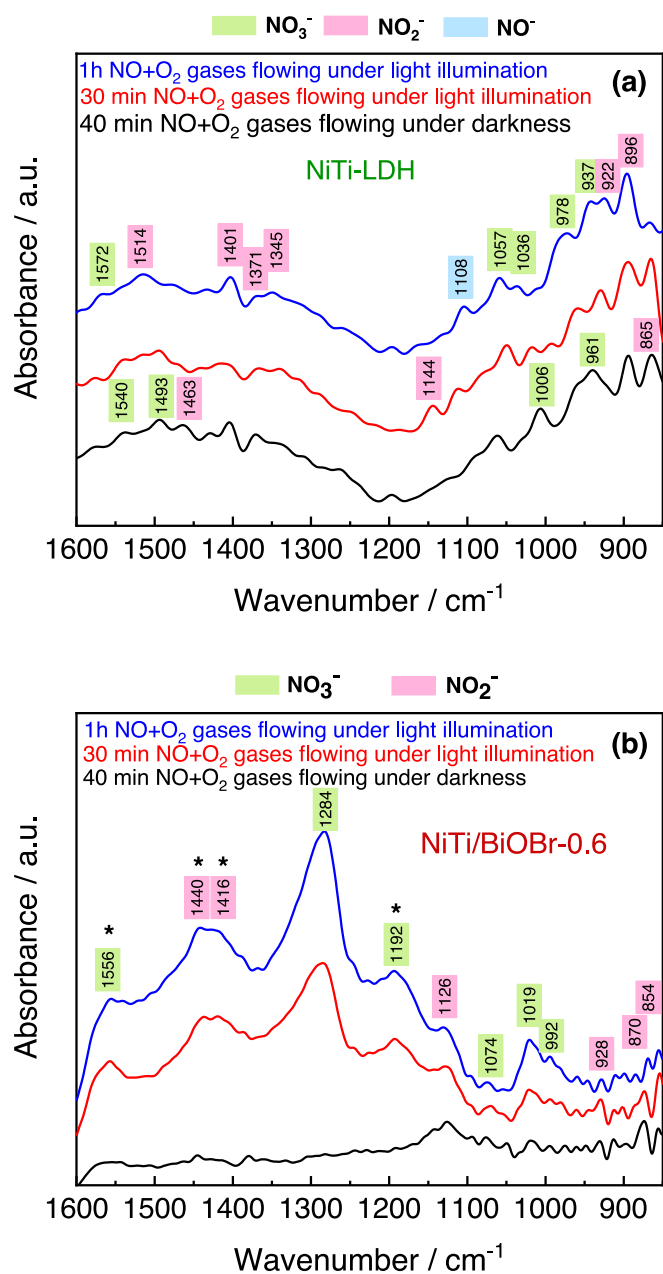 NO₃⁻ NO₂⁻ NO⁻
1h NO+O₂ gases flowing under light illumination (a)
30 min NO+O₂ gases flowing under light illumination
40 min NO+O₂ gases flowing under darkness
NiTi-LDH
1572 1514 1401 1371 1345 1108 1057 1036 978 937 922 896
1540 1493 1463 1144 1006 961 865
Absorbance / a.u.
1600 1500 1400 1300 1200 1100 1000 900
Wavenumber / cm⁻¹
NO₃⁻ NO₂⁻
1h NO+O₂ gases flowing under light illumination (b)
30 min NO+O₂ gases flowing under light illumination
40 min NO+O₂ gases flowing under darkness
NiTi/BiOBr-0.6
* * * *
1556 1440 1416 1284 1192 1126 1074 1019 992 928 870 854
Absorbance / a.u.
1600 1500 1400 1300 1200 1100 1000 900
Wavenumber / cm⁻¹